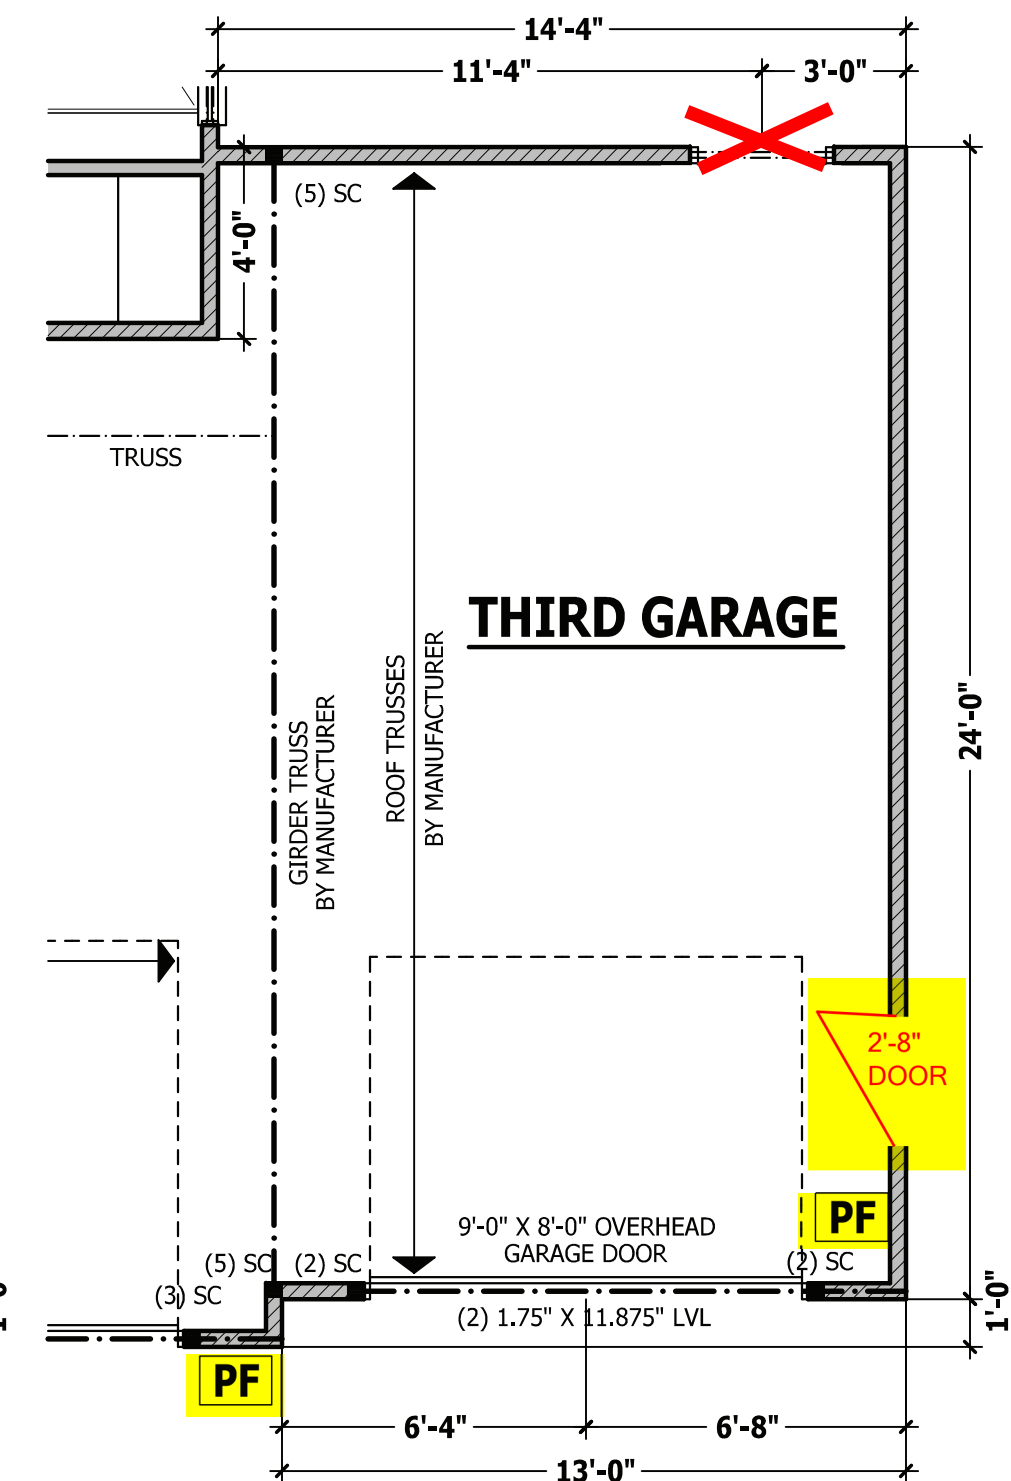 14'-4"
11'-4"
3'-0"
(5) SC
4'-0"
TRUSS
THIRD GARAGE
ROOF TRUSSES
BY MANUFACTURER
GIRDER TRUSS
BY MANUFACTURER
24'-0"
2'-8"
DOOR
PF
9'-0" X 8'-0" OVERHEAD
GARAGE DOOR
(5) SC
(2) SC
(2) SC
(3) SC
(2) 1.75" X 11.875" LVL
1'-0"
PF
6'-4"
6'-8"
13'-0"